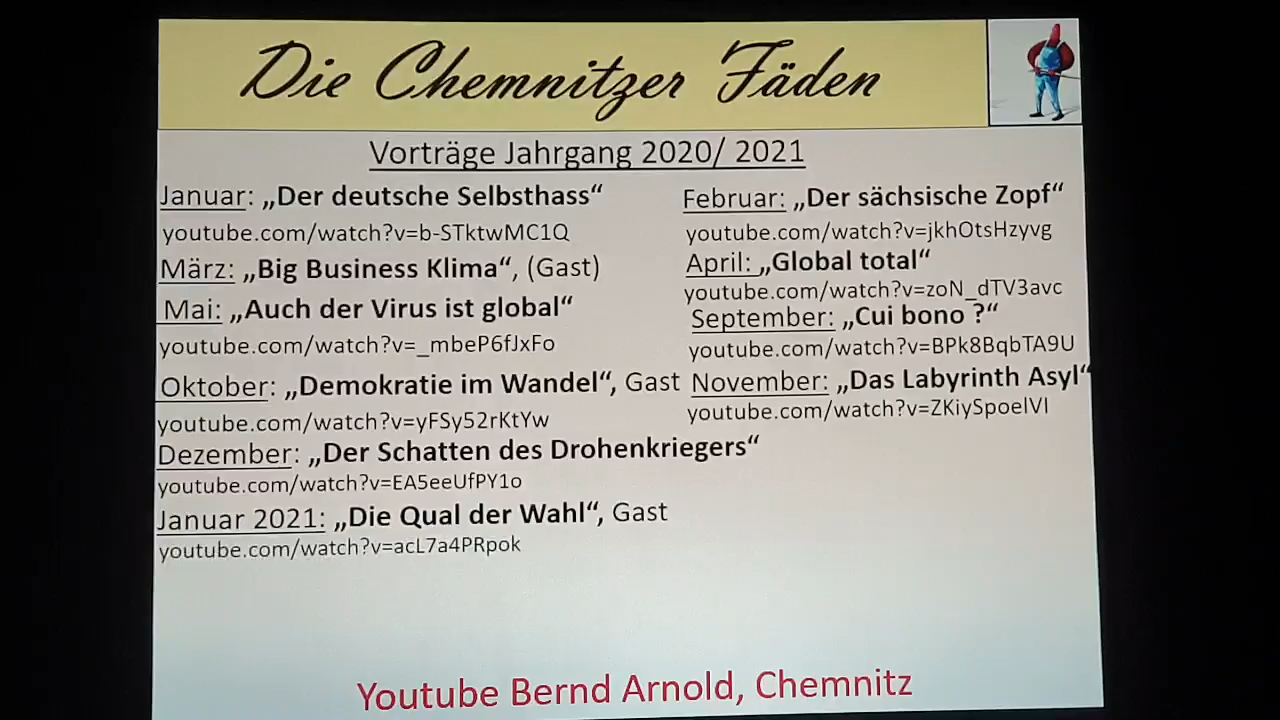 Die Chemnitzer Fäden
Vorträge Jahrgang 2020/ 2021
Januar: „Der deutsche Selbsthass“
youtube.com/watch?v=b-STktwMC1Q
Februar: „Der sächsische Zopf“
youtube.com/watch?v=jkhOtsHzyvg
März: „Big Business Klima“, (Gast)
April: „Global total“
youtube.com/watch?v=zoN_dTV3avc
Mai: „Auch der Virus ist global“
youtube.com/watch?v=_mbeP6fJxFo
September: „Cui bono ?“
youtube.com/watch?v=BPk8BqbTA9U
Oktober: „Demokratie im Wandel“, Gast
youtube.com/watch?v=yFSy52rKtYw
November: „Das Labyrinth Asyl“
youtube.com/watch?v=ZKiySpoelVI
Dezember: „Der Schatten des Drohenkriegers“
youtube.com/watch?v=EA5eeUfPY1o
Januar 2021: „Die Qual der Wahl“, Gast
youtube.com/watch?v=acL7a4PRpok
Youtube Bernd Arnold, Chemnitz